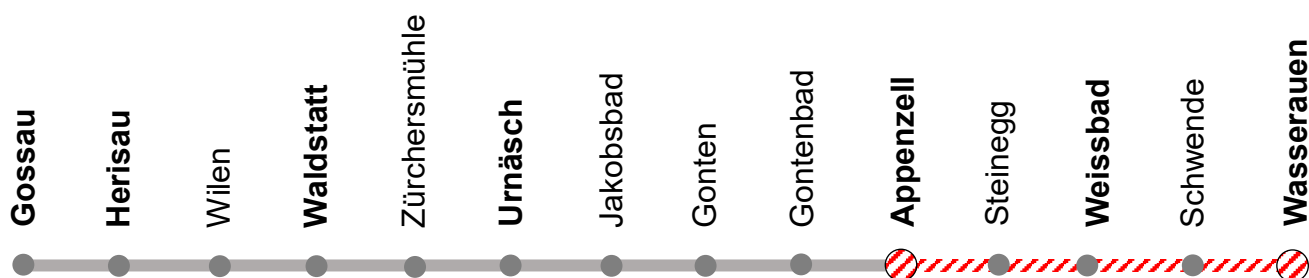 Gossau
Herisau
Wilen
Waldstatt
Zürchersmühle
Urnäsch
Jakobsbad
Gonten
Gontenbad
Appenzell
Steinegg
Weissbad
Schwende
Wasserauen